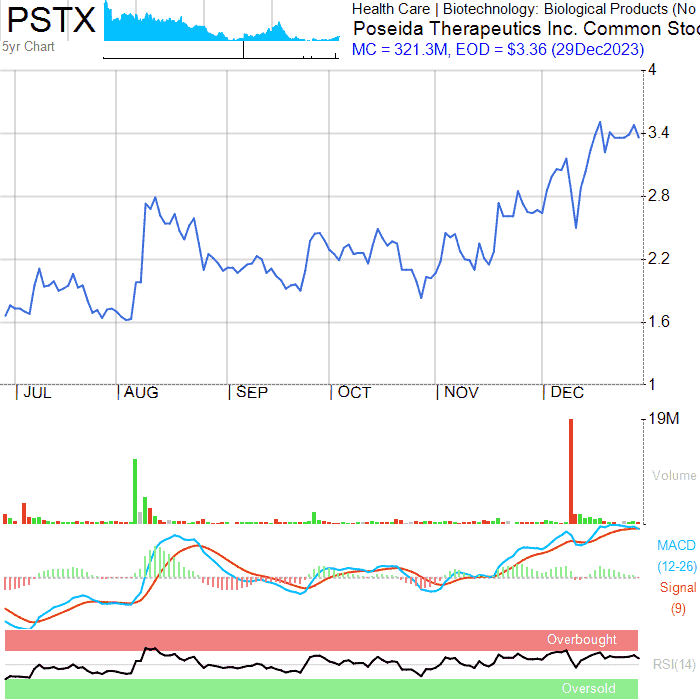 PSTX
5yr Chart
Health Care | Biotechnology: Biological Products (No
Poseida Therapeutics Inc. Common Stoc
MC = 321.3M, EOD = $3.36 (29Dec2023)
4
3.4
2.8
2.2
1.6
1
| JUL | AUG | SEP | OCT | NOV | DEC
19M
Volume
MACD
(12-26)
Signal
(9)
Overbought
RSI(14)
Oversold